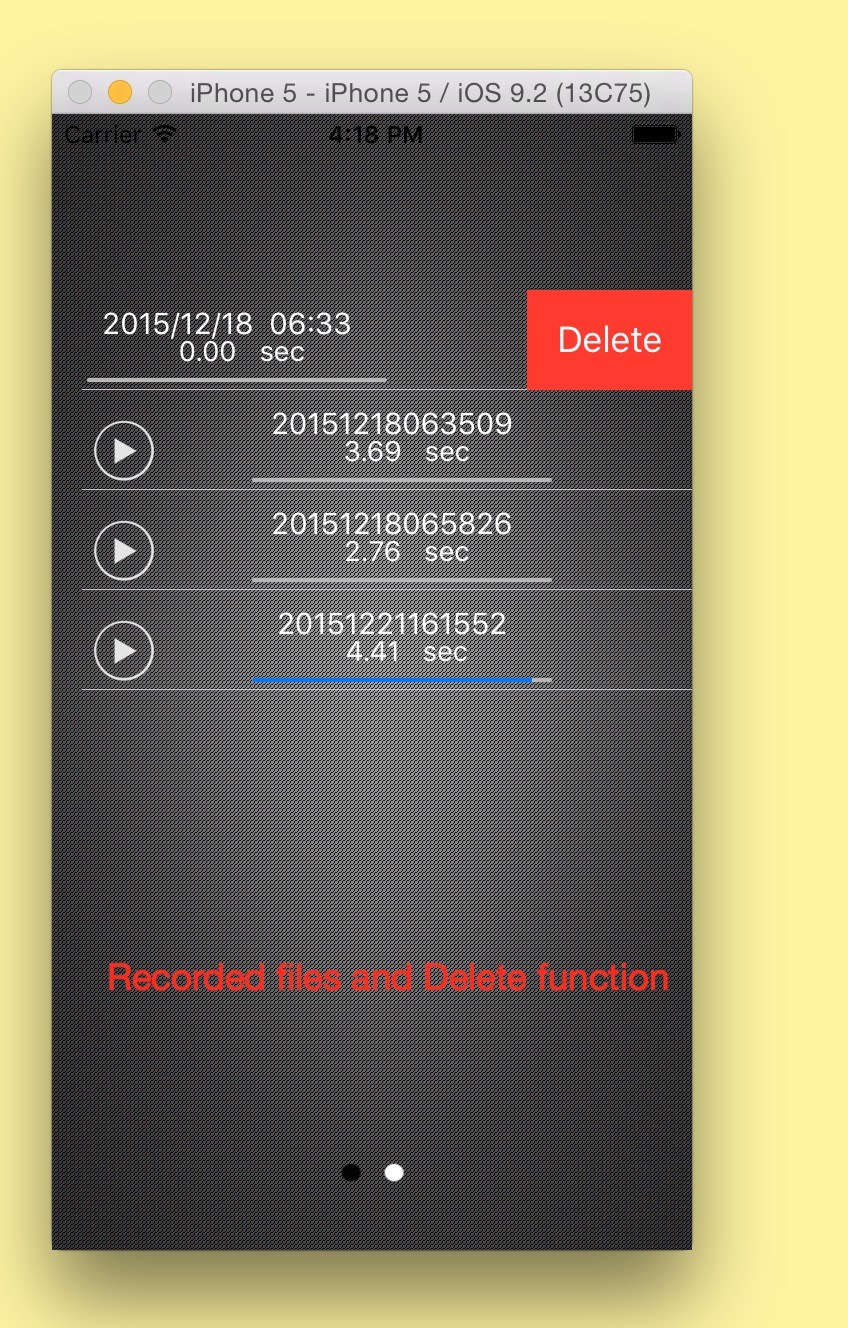 iPhone 5 - iPhone 5 / iOS 9.2 (13C75)
Carrier 4:18 PM
2015/12/18 06:33
0.00 sec
Delete
20151218063509
3.69 sec
20151218065826
2.76 sec
20151221161552
4.41 sec
Recorded files and Delete function